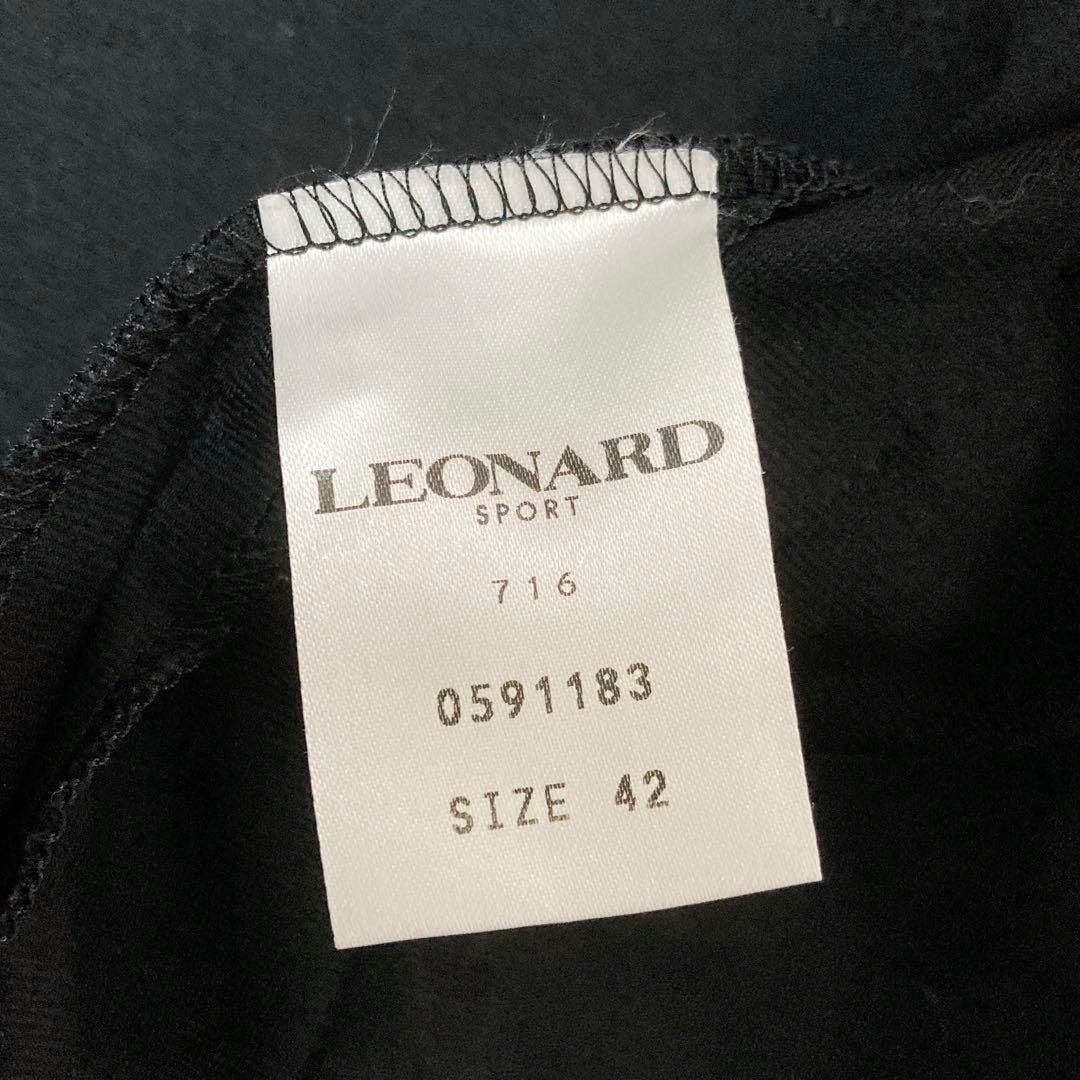 LEONARD
SPORT
716
0591183
SIZE 42